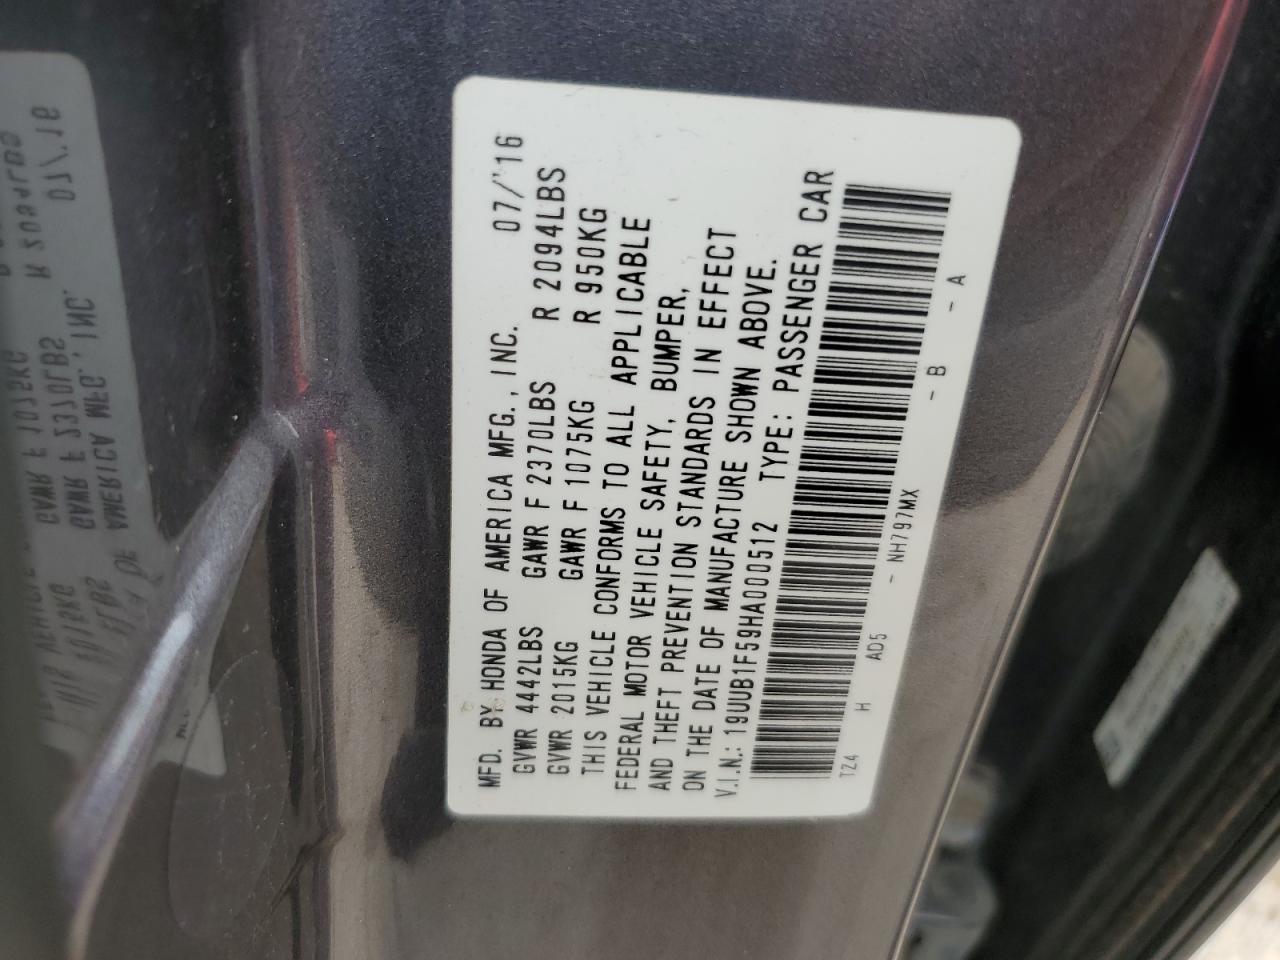 MFD. BY HONDA OF AMERICA MFG., INC. 07/'16
GVWR 4442LBS GAWR F 2370LBS R 2094LBS
GVWR 2015KG GAWR F 1075KG R 950KG
THIS VEHICLE CONFORMS TO ALL APPLICABLE
FEDERAL MOTOR VEHICLE SAFETY, BUMPER,
AND THEFT PREVENTION STANDARDS IN EFFECT
ON THE DATE OF MANUFACTURE SHOWN ABOVE.
V.I.N.: 19UUB1F59HA000512 TYPE: PASSENGER CAR
TZ4 H AD5 - NH797MX - B - A